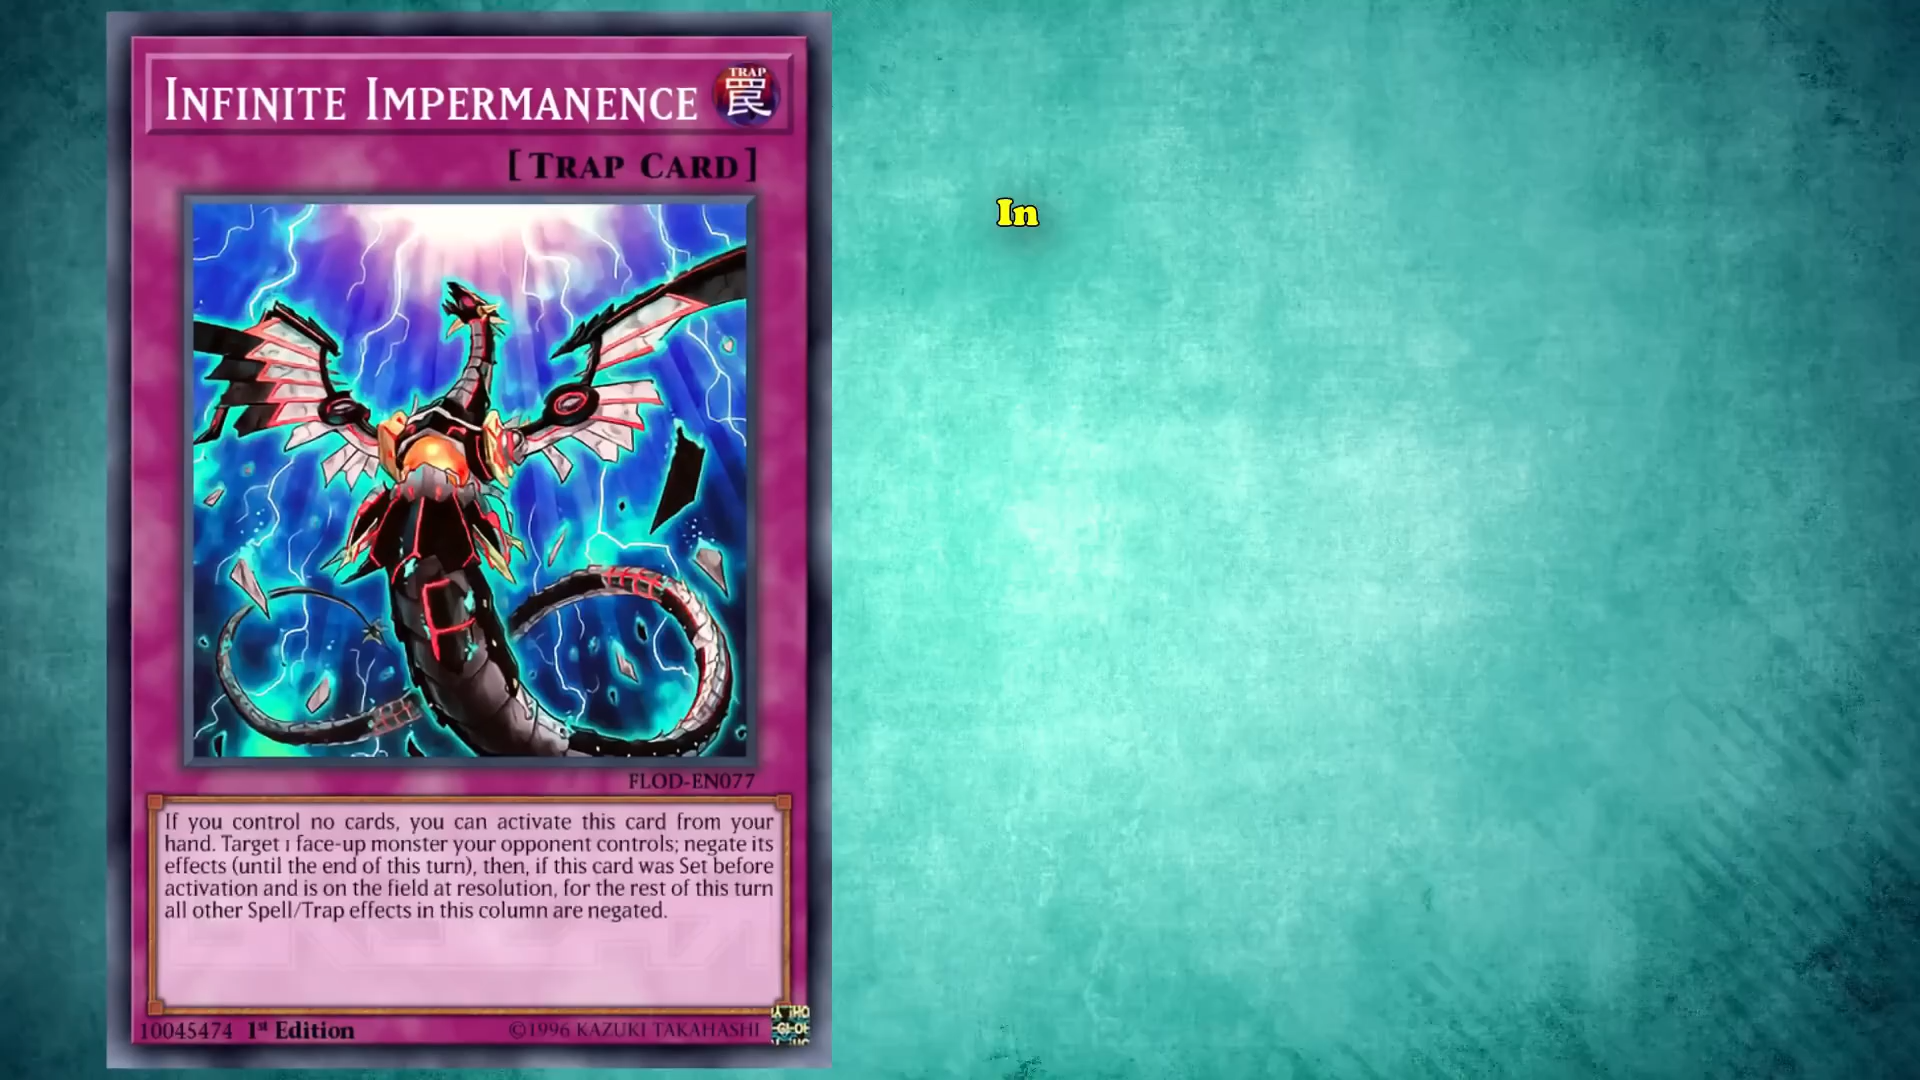 INFINITE IMPERMANENCE
TRAP
罠
[TRAP CARD]
In
FLOD-EN077
If you control no cards, you can activate this card from your
hand. Target 1 face-up monster your opponent controls; negate its
effects (until the end of this turn), then, if this card was Set before
activation and is on the field at resolution, for the rest of this turn
all other Spell/Trap effects in this column are negated.
10045474 1st Edition ©1996 KAZUKI TAKAHASHI